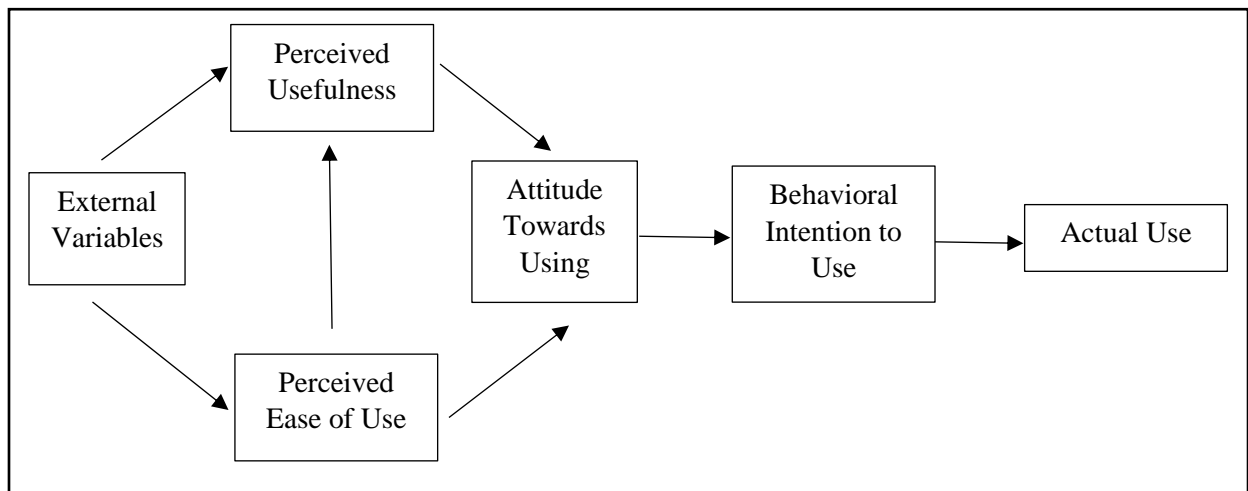 Perceived
Usefulness
External
Variables
Perceived
Ease of Use
Attitude
Towards
Using
Behavioral
Intention to
Use
Actual Use